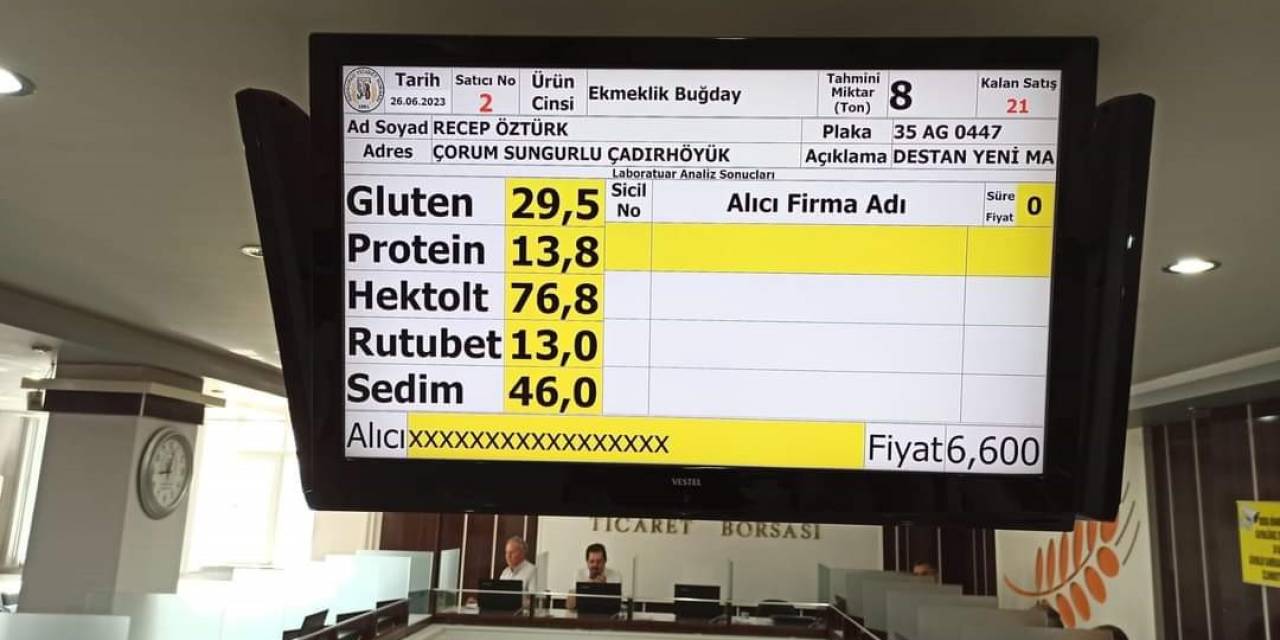 Tarih
26.06.2023
Satıcı No
2
Ürün Cinsi
Ekmeklik Buğday
Tahmini Miktar (Ton)
8
Kalan Satış
21
Ad Soyad RECEP ÖZTÜRK
Plaka 35 AG 0447
Adres ÇORUM SUNGURLU ÇADIRHÖYÜK
Açıklama DESTAN YENİ MA
Laboratuar Analiz Sonucları
Gluten 29,5
Sicil No
Alıcı Firma Adı
Süre
Fiyat
0
Protein 13,8
Hektolt 76,8
Rutubet 13,0
Sedim 46,0
Alıcı xxxxxxxxxxxxxxxxx
Fiyat 6,600
VESTEL
TİCARET BORSASI